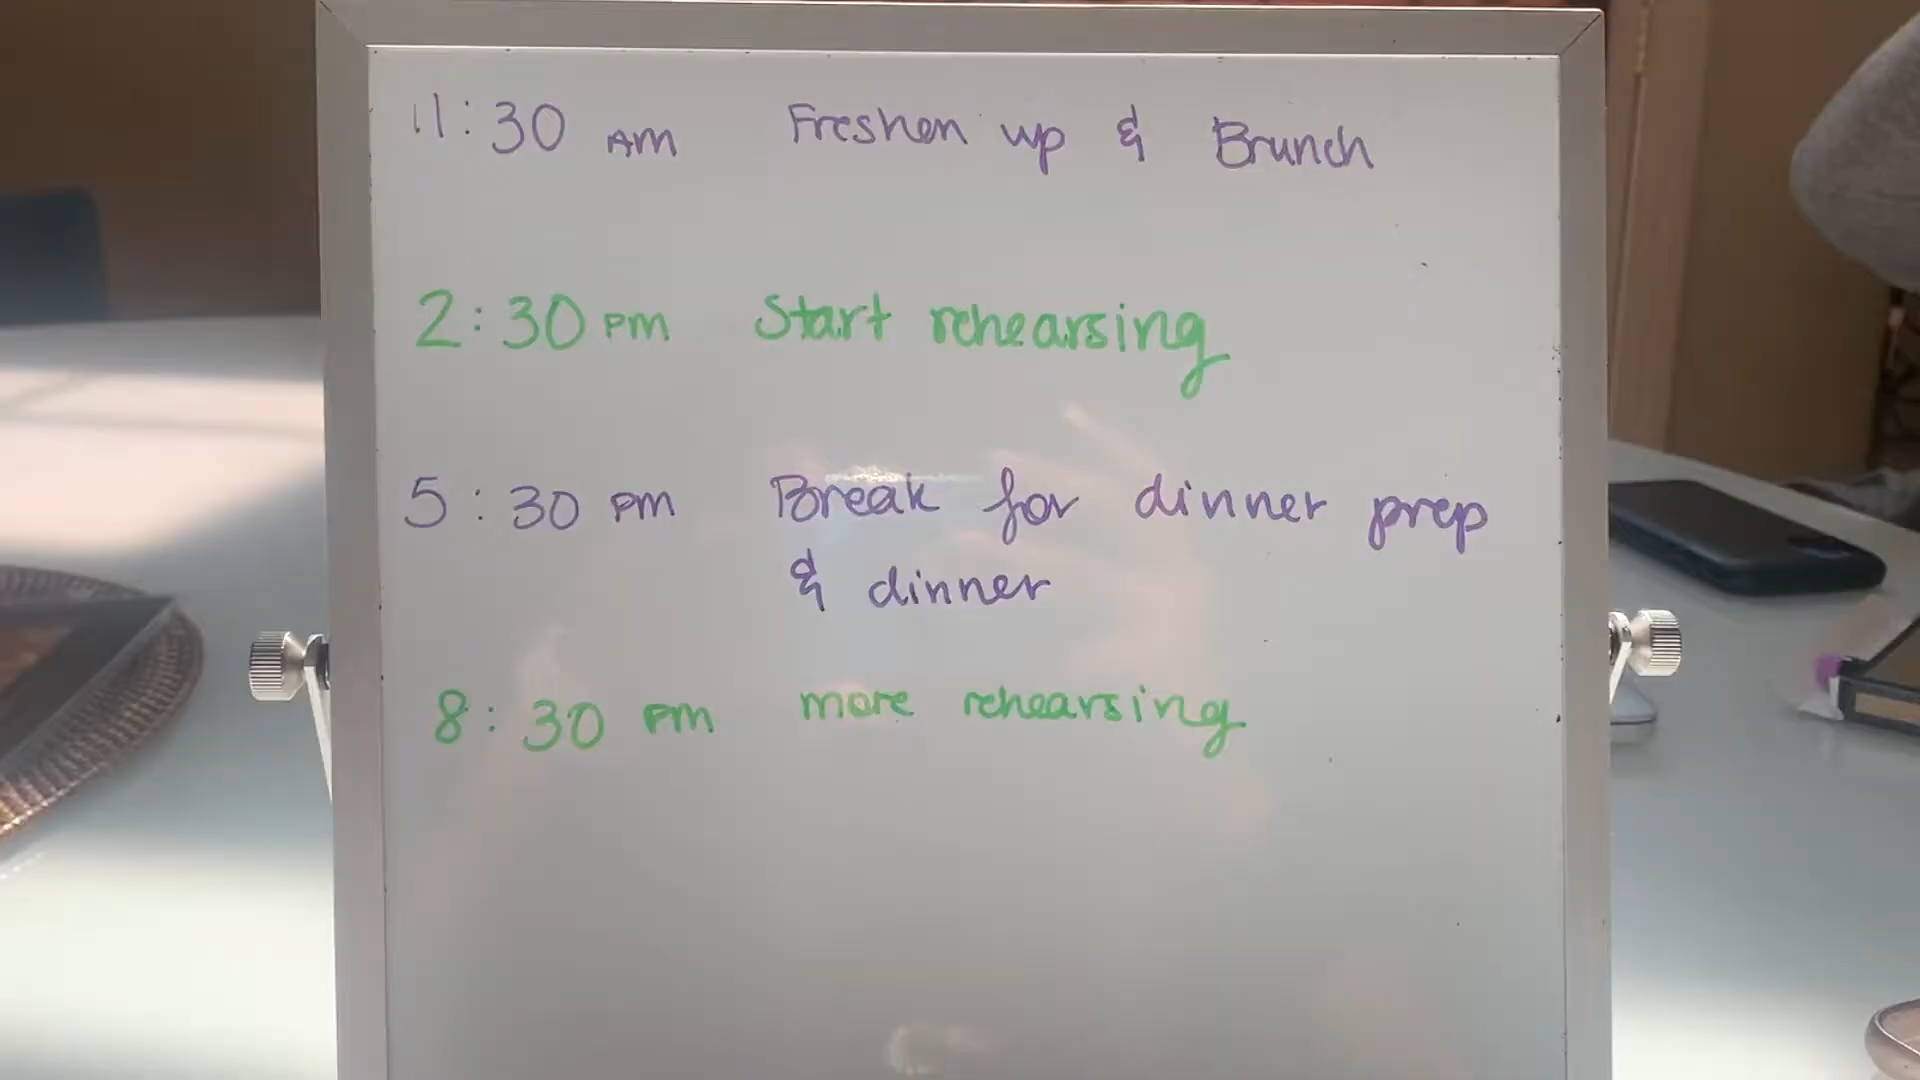 11:30 AM Freshen up & Brunch
2:30 PM Start rehearsing
5:30 PM Break for dinner prep
& dinner
8:30 PM more rehearsing